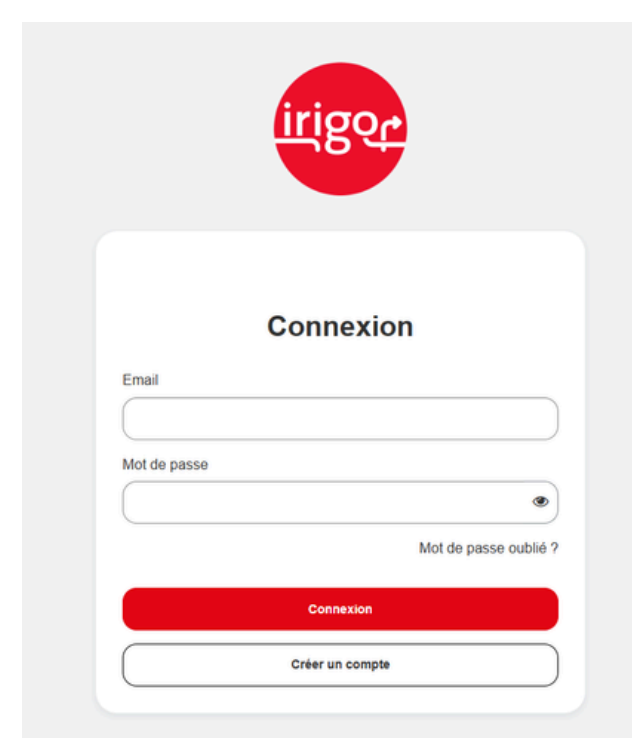 irigo
Connexion
Email
Mot de passe
Mot de passe oublié ?
Connexion
Créer un compte